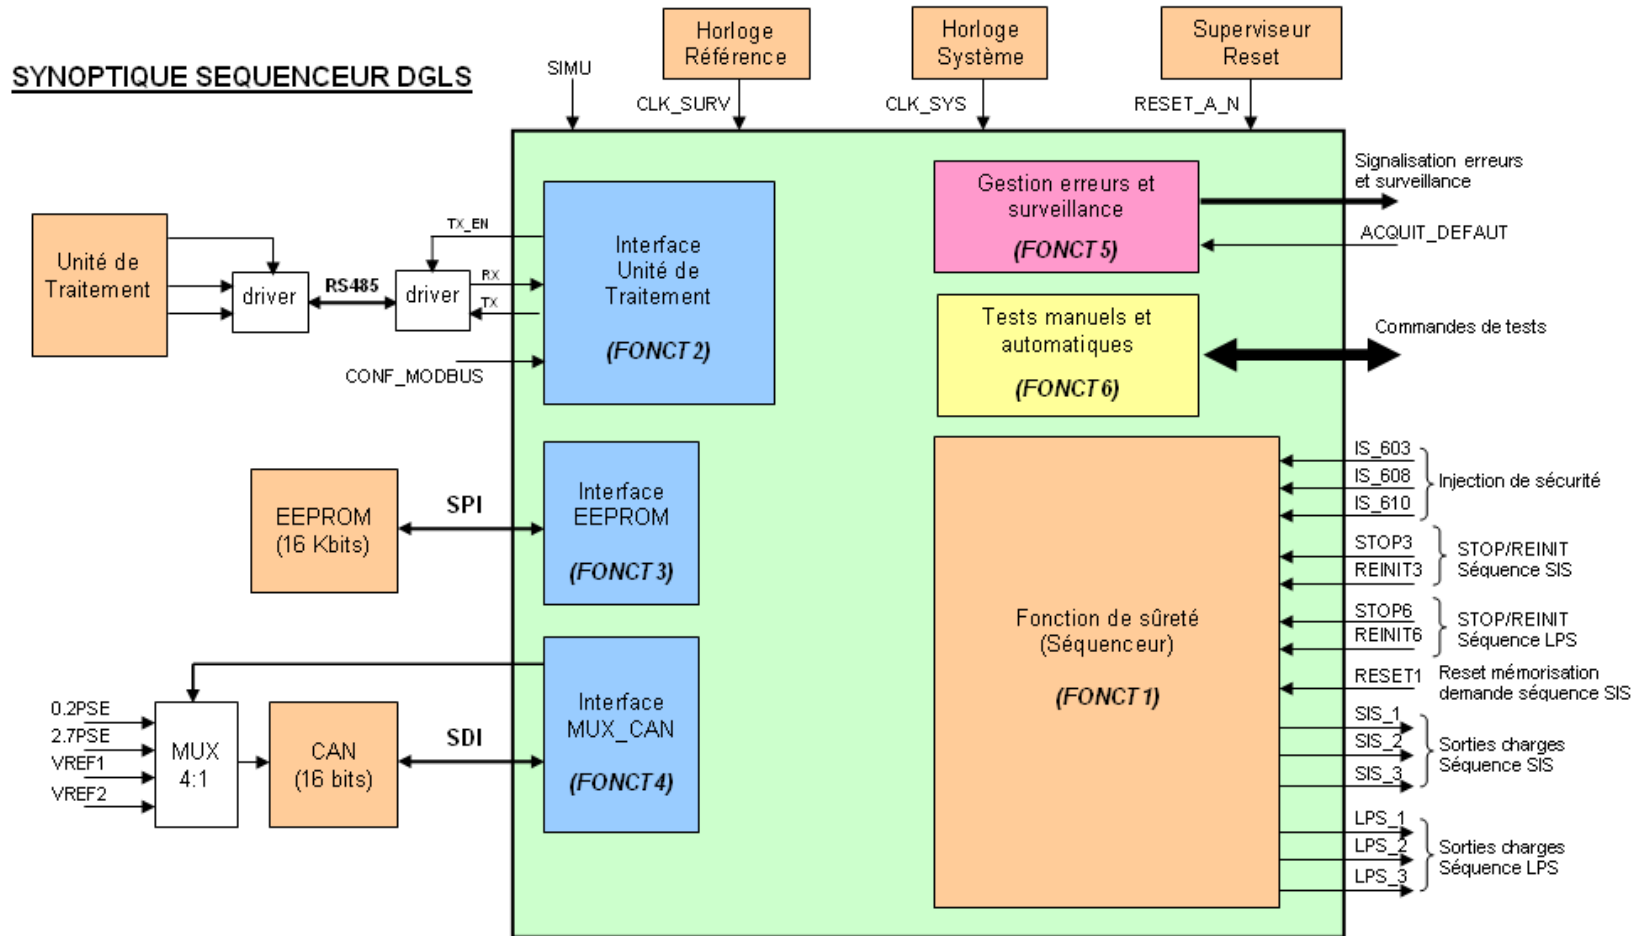 SYNOPTIQUE SEQUENCEUR DGLS
Horloge
Référence
Horloge
Système
Superviseur
Reset
SIMU
CLK_SURV
CLK_SYS
RESET_A_N
Unité de
Traitement
driver
RS485
driver
TX_EN
RX
TX
CONF_MODBUS
Interface
Unité de
Traitement
(FONCT 2)
Gestion erreurs et
surveillance
(FONCT 5)
Signalisation erreurs
et surveillance
ACQUIT_DEFAUT
Tests manuels et
automatiques
(FONCT 6)
Commandes de tests
EEPROM
(16 Kbits)
SPI
Interface
EEPROM
(FONCT 3)
0.2PSE
2.7PSE
VREF1
VREF2
MUX
4:1
CAN
(16 bits)
SDI
Interface
MUX_CAN
(FONCT 4)
Fonction de sûreté
(Séquenceur)
(FONCT 1)
IS_603
IS_608
IS_610
Injection de sécurité
STOP3
REINIT3
STOP/REINIT
Séquence SIS
STOP6
REINIT6
STOP/REINIT
Séquence LPS
RESET1
Reset mémorisation
demande séquence SIS
SIS_1
SIS_2
SIS_3
Sorties charges
Séquence SIS
LPS_1
LPS_2
LPS_3
Sorties charges
Séquence LPS